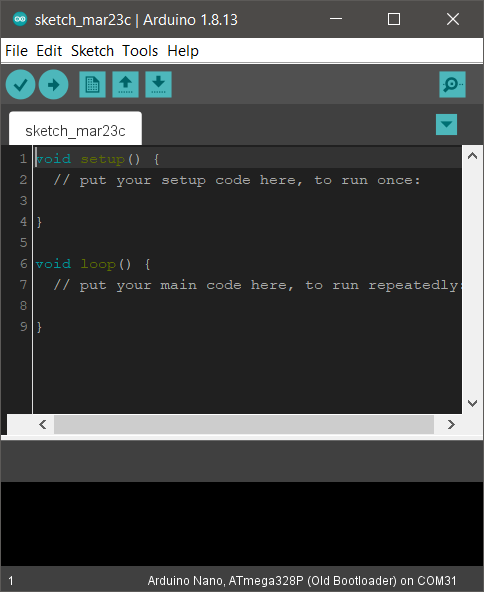 sketch_mar23c | Arduino 1.8.13
File Edit Sketch Tools Help
sketch_mar23c
1 void setup() {
2 // put your setup code here, to run once:
3
4 }
5
6 void loop() {
7 // put your main code here, to run repeatedly:
8
9 }
1 Arduino Nano, ATmega328P (Old Bootloader) on COM31